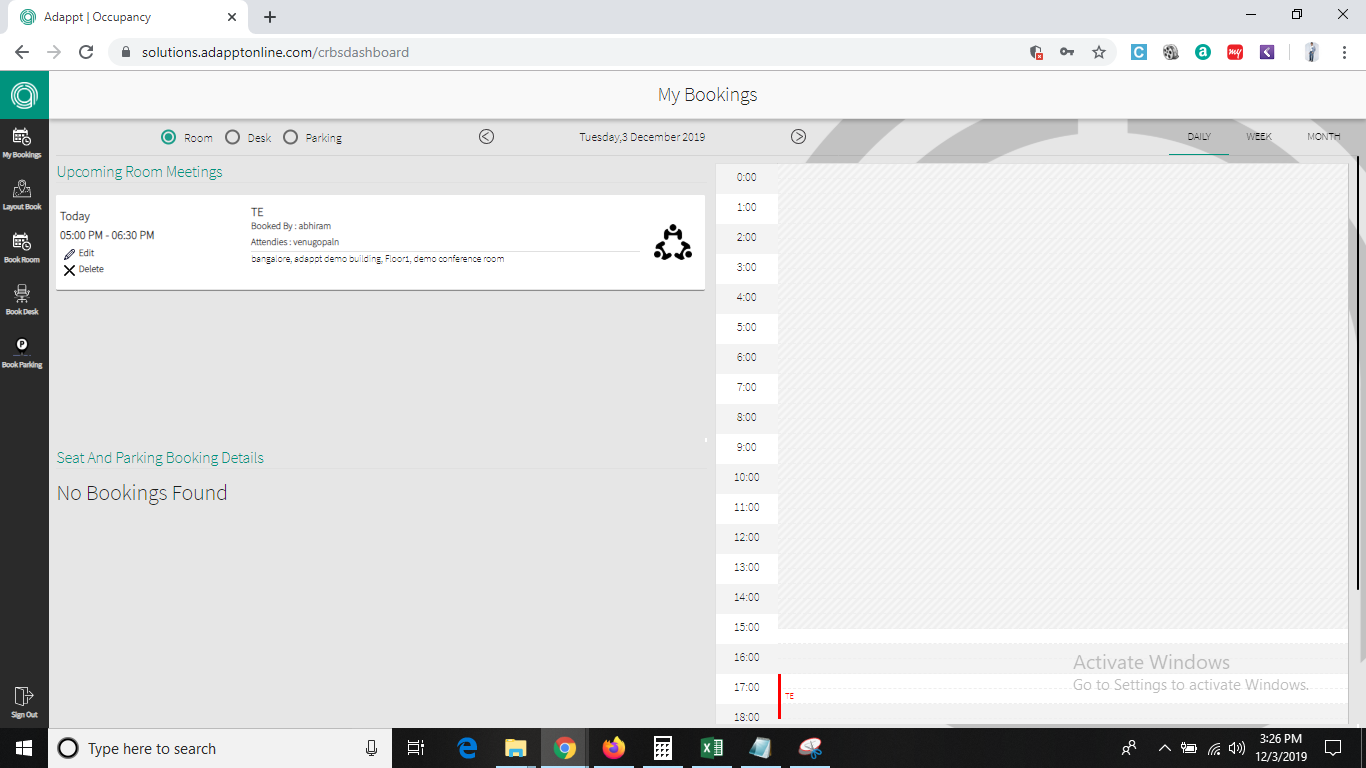 Adappt | Occupancy
solutions.adapptonline.com/crbsdashboard
My Bookings
Room Desk Parking
Tuesday,3 December 2019
DAILY WEEK MONTH
My Bookings
Layout Book
Book Room
Book Desk
P
Book Parking
Sign Out
Upcoming Room Meetings
Today
05:00 PM - 06:30 PM
Edit
Delete
TE
Booked By : abhiram
Attendies : venugopaln
bangalore, adappt demo building, Floor1, demo conference room
Seat And Parking Booking Details
No Bookings Found
0:00
1:00
2:00
3:00
4:00
5:00
6:00
7:00
8:00
9:00
10:00
11:00
12:00
13:00
14:00
15:00
16:00
17:00
TE
18:00
Activate Windows
Go to Settings to activate Windows.
Type here to search
3:26 PM
12/3/2019